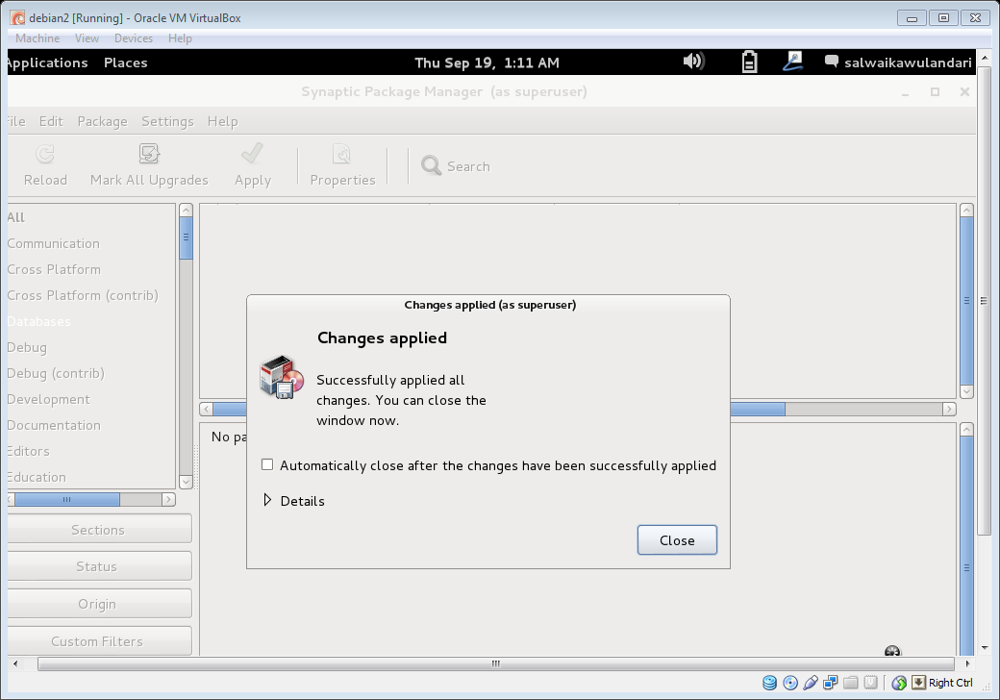 debian2 [Running] - Oracle VM VirtualBox
Machine View Devices Help
Applications Places Thu Sep 19, 1:11 AM salwaikawulandari
Synaptic Package Manager (as superuser)
File Edit Package Settings Help
Reload Mark All Upgrades Apply Properties Search
All
Communication
Cross Platform
Cross Platform (contrib)
Databases
Debug
Debug (contrib)
Development
Documentation
Editors
Education
Sections
Status
Origin
Custom Filters
No pa
Changes applied (as superuser)
Changes applied
Successfully applied all
changes. You can close the
window now.
Automatically close after the changes have been successfully applied
Details
Close
Right Ctrl